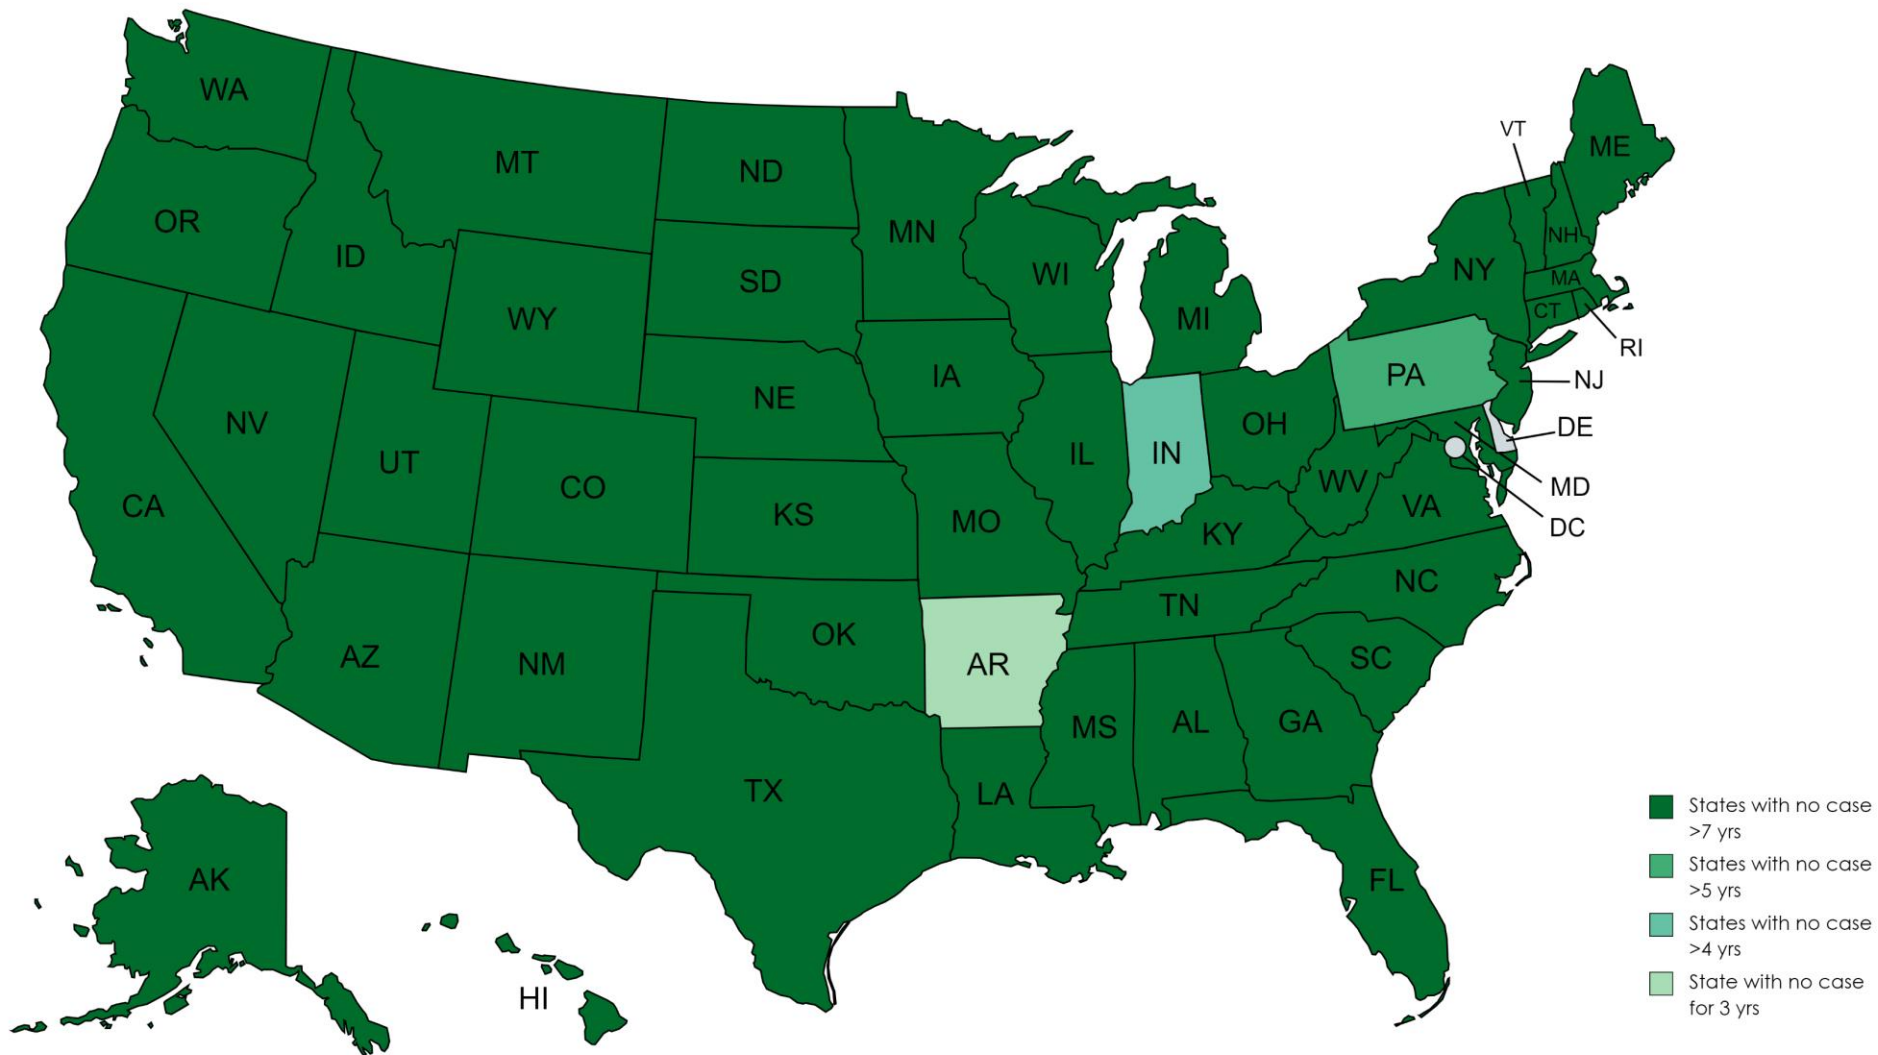 WA
MT
ND
MN
VT
ME
OR
ID
SD
WI
NH
NY
MA
WY
MI
CT
RI
IA
PA
NJ
NE
NV
OH
DE
UT
IL
IN
CO
MD
CA
KS
MO
WV
VA
DC
KY
NC
TN
OK
AZ
NM
AR
SC
MS
AL
GA
TX
LA
AK
FL
HI
States with no case
>7 yrs
States with no case
>5 yrs
States with no case
>4 yrs
State with no case
for 3 yrs